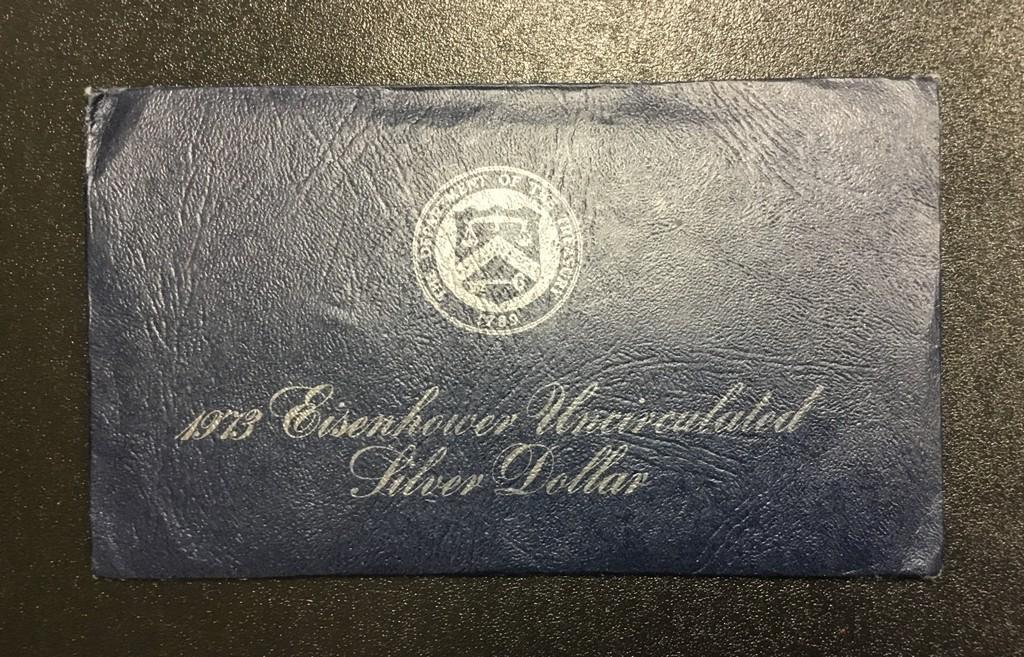 THE DEPARTMENT OF THE TREASURY
1789
1973 Eisenhower Uncirculated
Silver Dollar